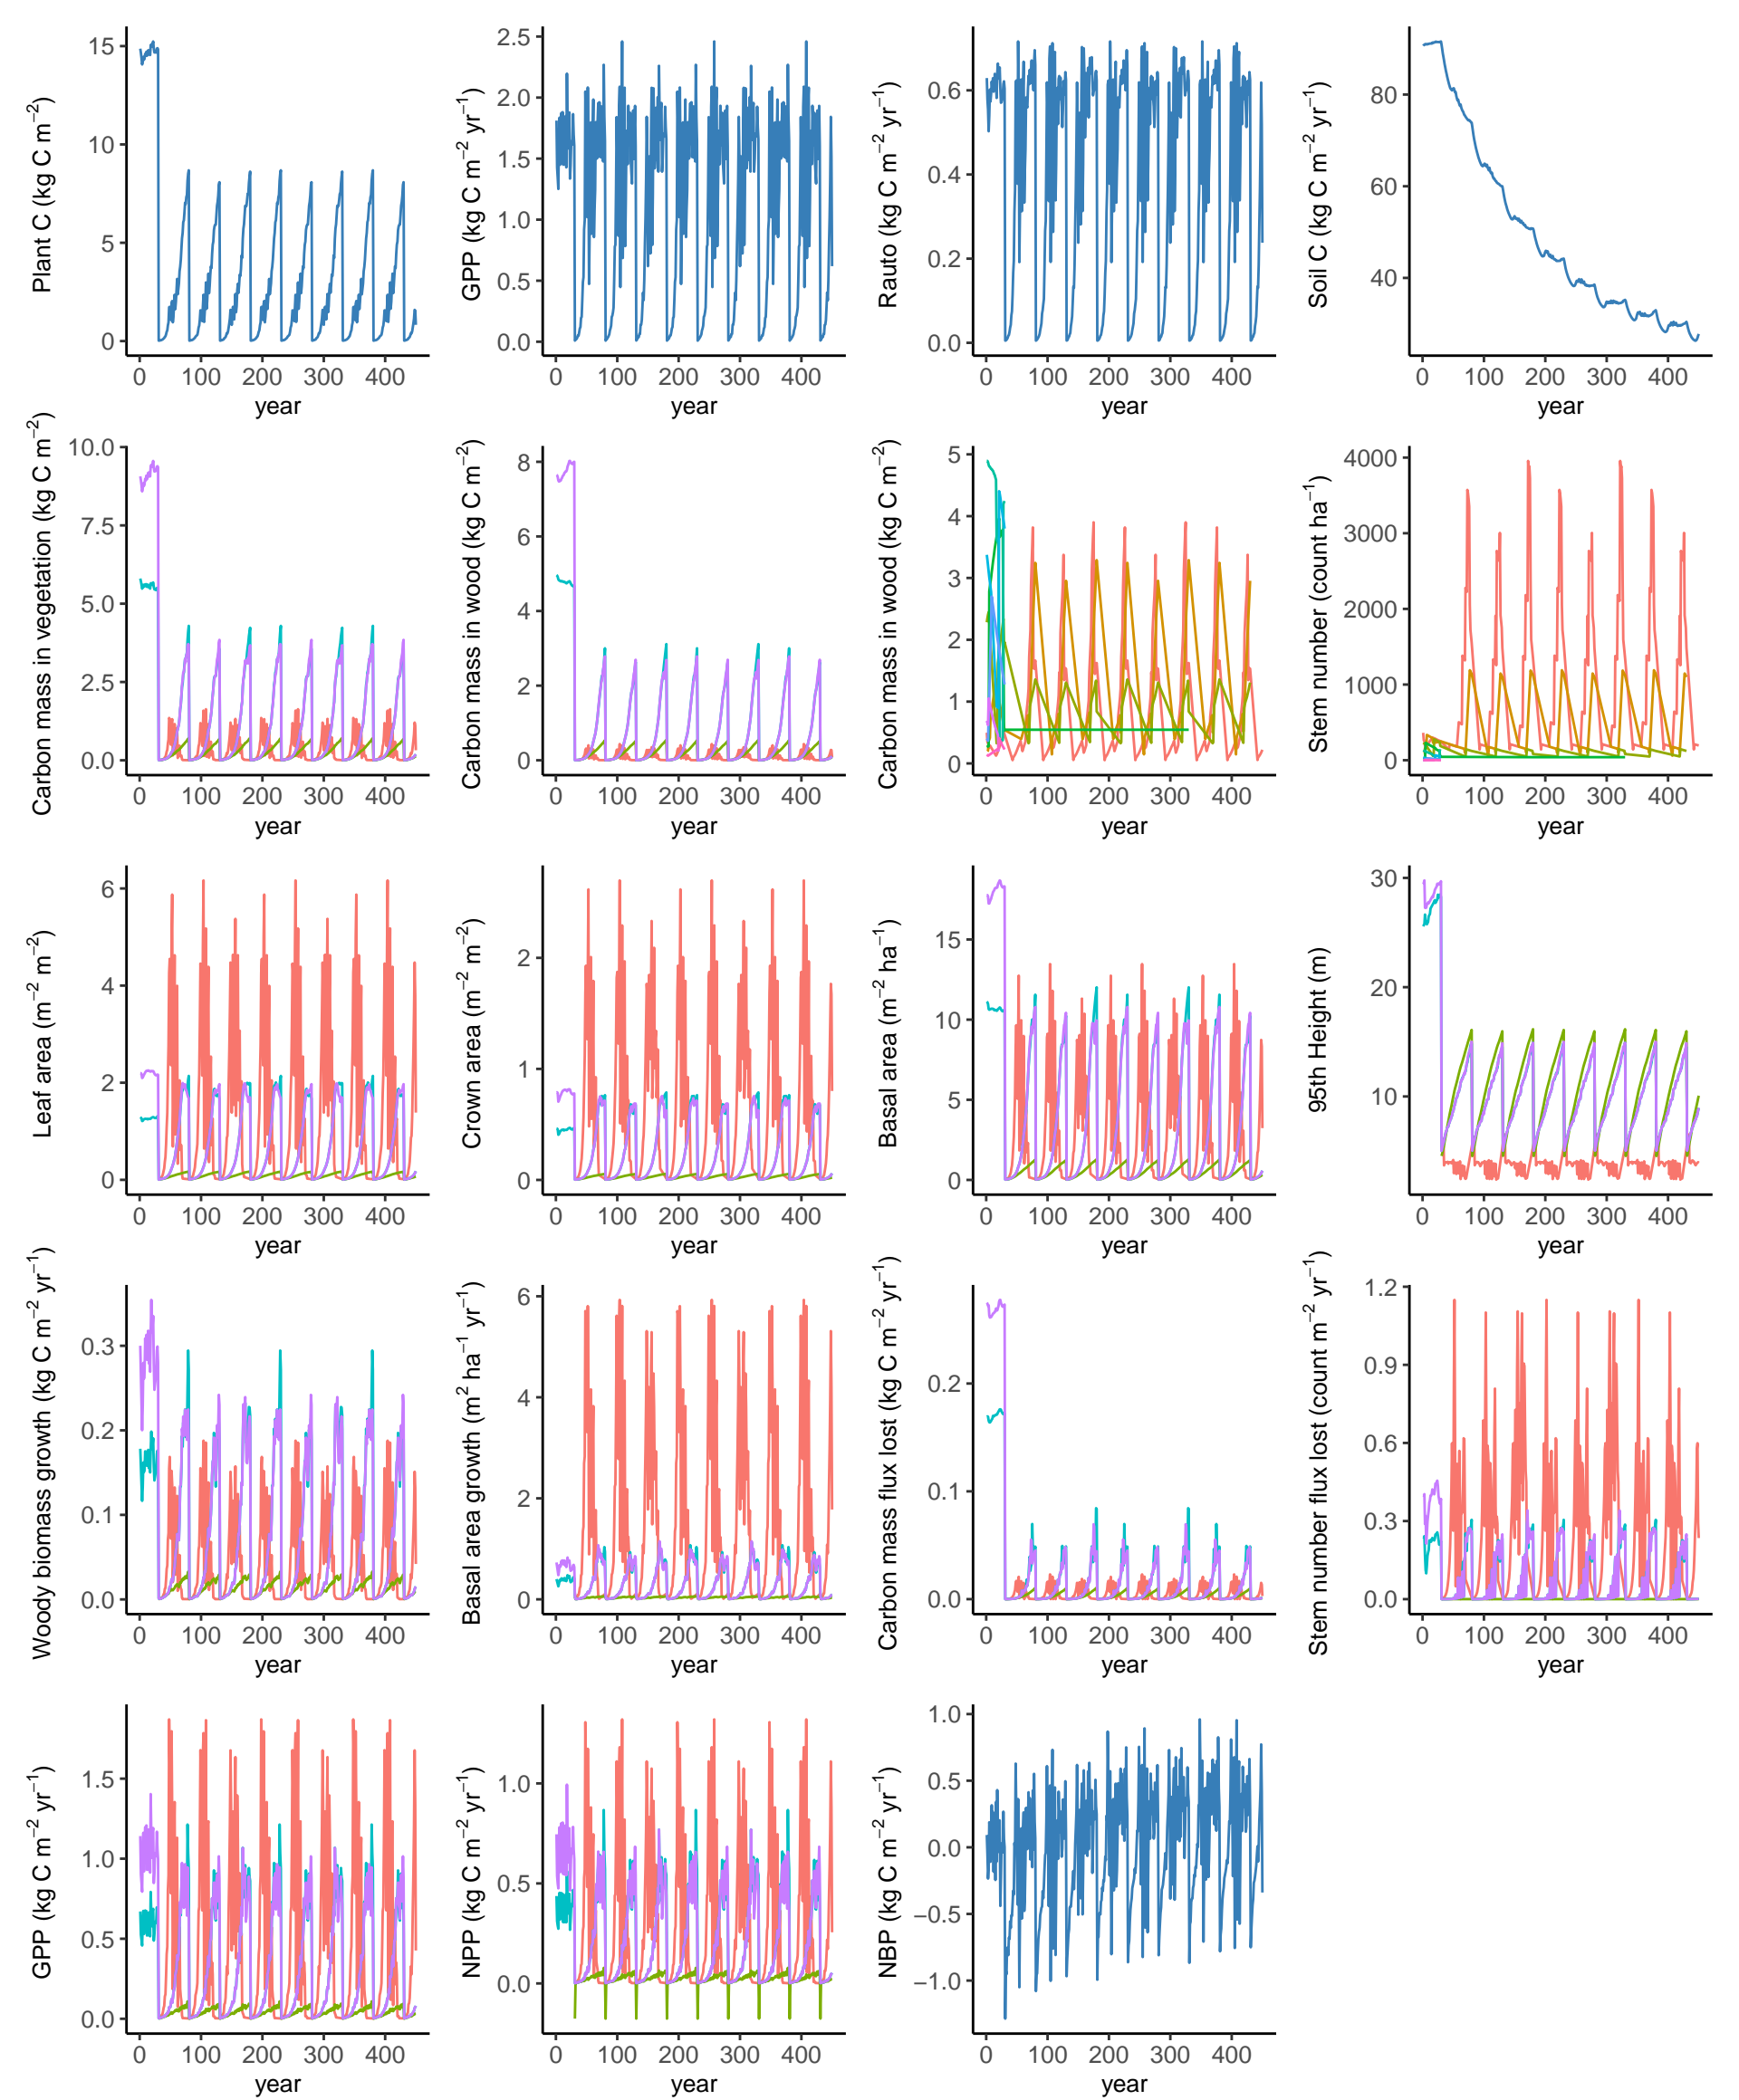 Plant C (kg C m−2)
15
10
5
0
0 100 200 300 400
year
GPP (kg C m−2 yr−1)
2.5
2.0
1.5
1.0
0.5
0.0
0 100 200 300 400
year
Rauto (kg C m−2 yr−1)
0.6
0.4
0.2
0.0
0 100 200 300 400
year
Soil C (kg C m−2 yr−1)
80
60
40
0 100 200 300 400
year
Carbon mass in vegetation (kg C m−2)
10.0
7.5
5.0
2.5
0.0
0 100 200 300 400
year
Carbon mass in wood (kg C m−2)
8
6
4
2
0
0 100 200 300 400
year
Carbon mass in wood (kg C m−2)
5
4
3
2
1
0
0 100 200 300 400
year
Stem number (count ha−1)
4000
3000
2000
1000
0
0 100 200 300 400
year
Leaf area (m−2 m−2)
6
4
2
0
0 100 200 300 400
year
Crown area (m−2 m−2)
2
1
0
0 100 200 300 400
year
Basal area (m−2 ha−1)
15
10
5
0
0 100 200 300 400
year
95th Height (m)
30
20
10
0 100 200 300 400
year
Woody biomass growth (kg C m−2 yr−1)
0.3
0.2
0.1
0.0
0 100 200 300 400
year
Basal area growth (m2 ha−1 yr−1)
6
4
2
0
0 100 200 300 400
year
Carbon mass flux lost (kg C m−2 yr−1)
0.2
0.1
0.0
0 100 200 300 400
year
Stem number flux lost (count m−2 yr−1)
1.2
0.9
0.6
0.3
0.0
0 100 200 300 400
year
GPP (kg C m−2 yr−1)
1.5
1.0
0.5
0.0
0 100 200 300 400
year
NPP (kg C m−2 yr−1)
1.0
0.5
0.0
0 100 200 300 400
year
NBP (kg C m−2 yr−1)
1.0
0.5
0.0
−0.5
−1.0
0 100 200 300 400
year